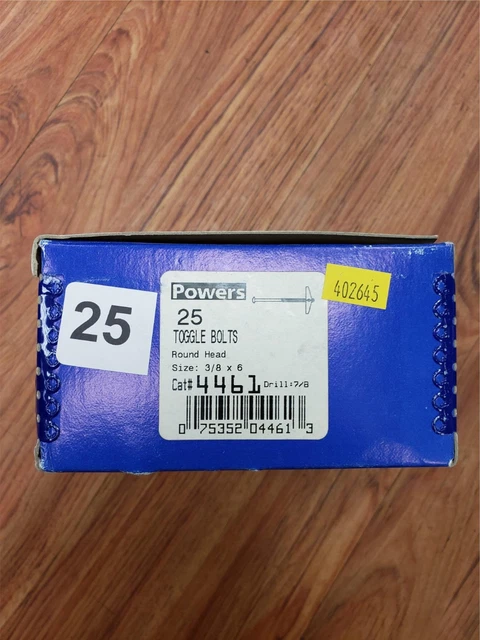 Powers
402645
25
25
TOGGLE BOLTS
Round Head
Size: 3/8 x 6
Cat# 4461 Drill:7/8
0 75352 04461 3